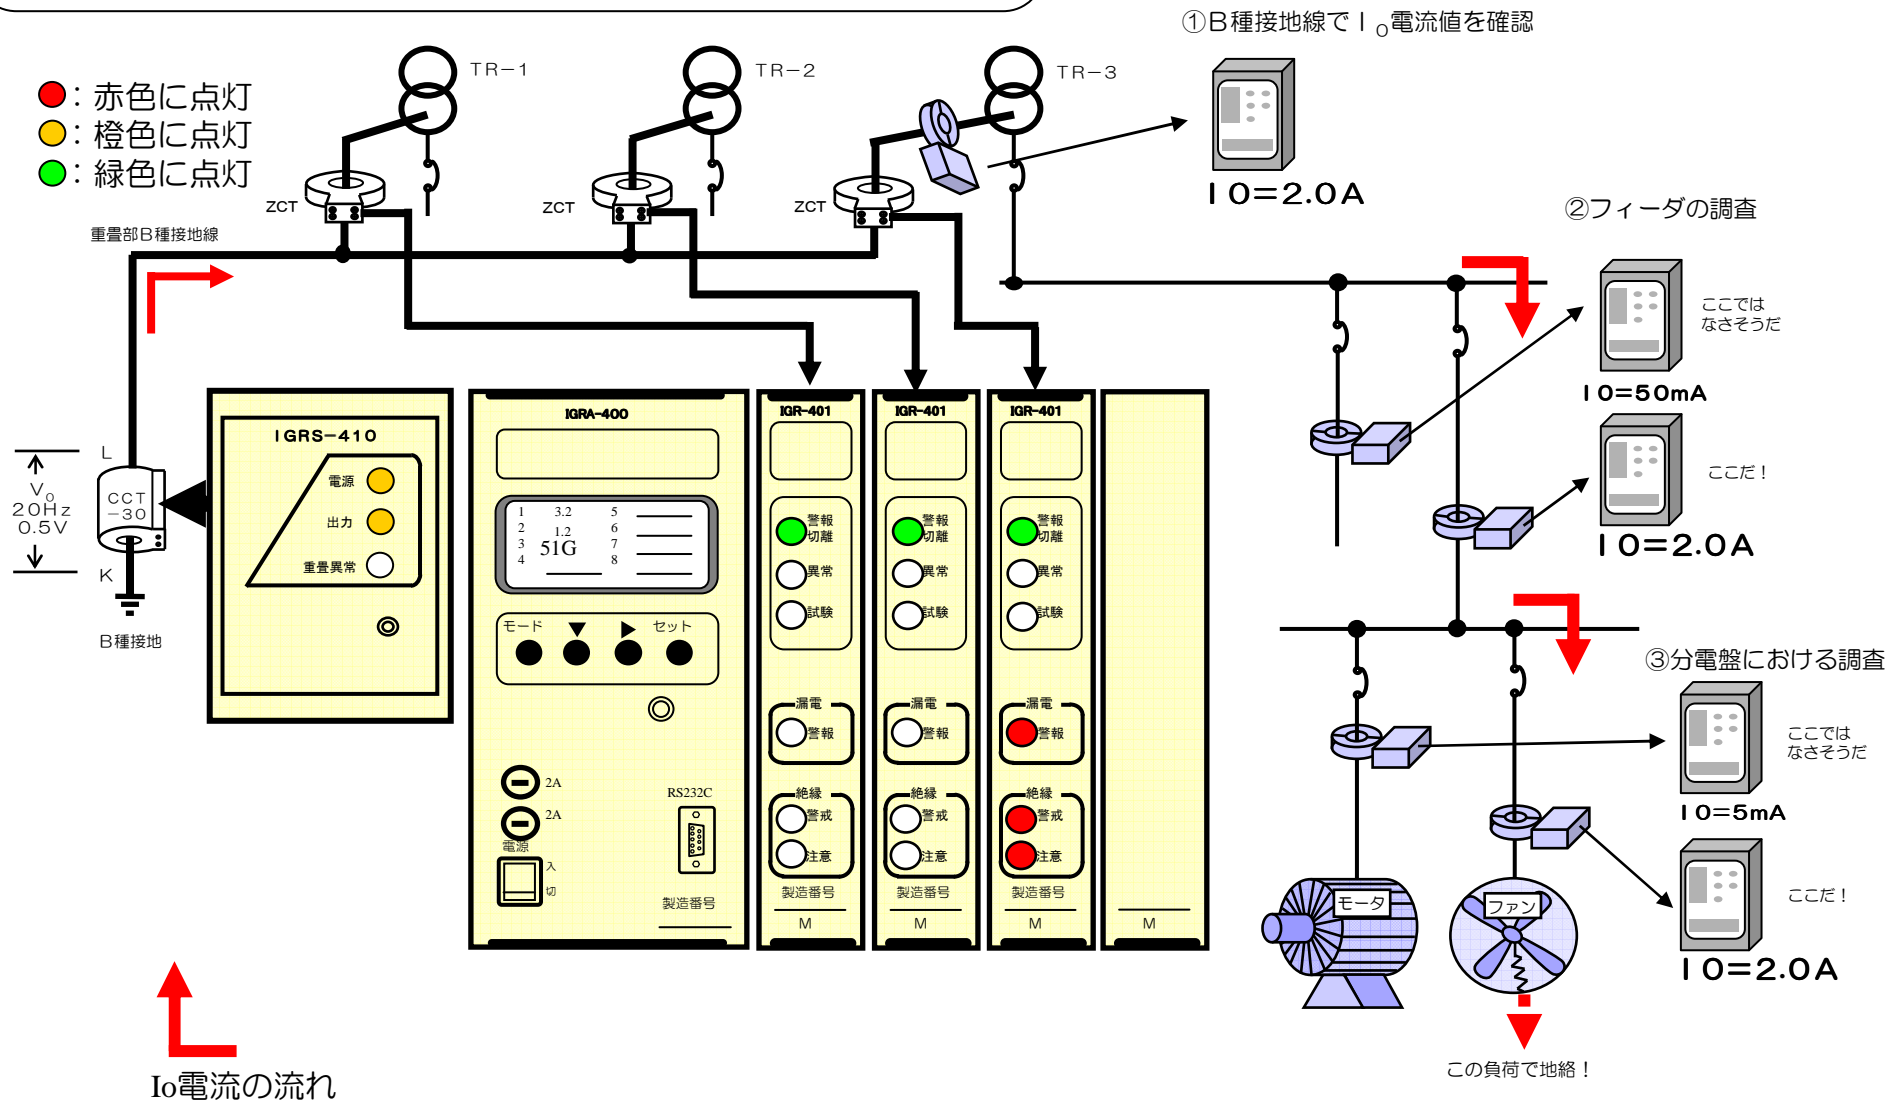 ①B種接地線でIO電流値を確認
●：赤色に点灯
●：橙色に点灯
●：緑色に点灯
TR−1
TR−2
TR−3
ZCT
ZCT
ZCT
IO=2.0A
重畳部B種接地線
②フィーダの調査
ここでは
なさそうだ
IO=50mA
ここだ！
IO=2.0A
L
VO
20Hz
0.5V
CCT
−30
K
B種接地
IGRS−410
電源
出力
重畳異常
IGRA-400
1 3.2 5
2 1.2 6
3 51G 7
4 8
モード ▼ ▶ セット
2A
2A
電源
入
切
RS232C
製造番号
IGR-401
警報
切離
異常
試験
漏電
警報
絶縁
警戒
注意
製造番号
M
IGR-401
警報
切離
異常
試験
漏電
警報
絶縁
警戒
注意
製造番号
M
IGR-401
警報
切離
異常
試験
漏電
警報
絶縁
警戒
注意
製造番号
M
M
③分電盤における調査
ここでは
なさそうだ
IO=5mA
ここだ！
IO=2.0A
モータ
ファン
この負荷で地絡！
Io電流の流れ